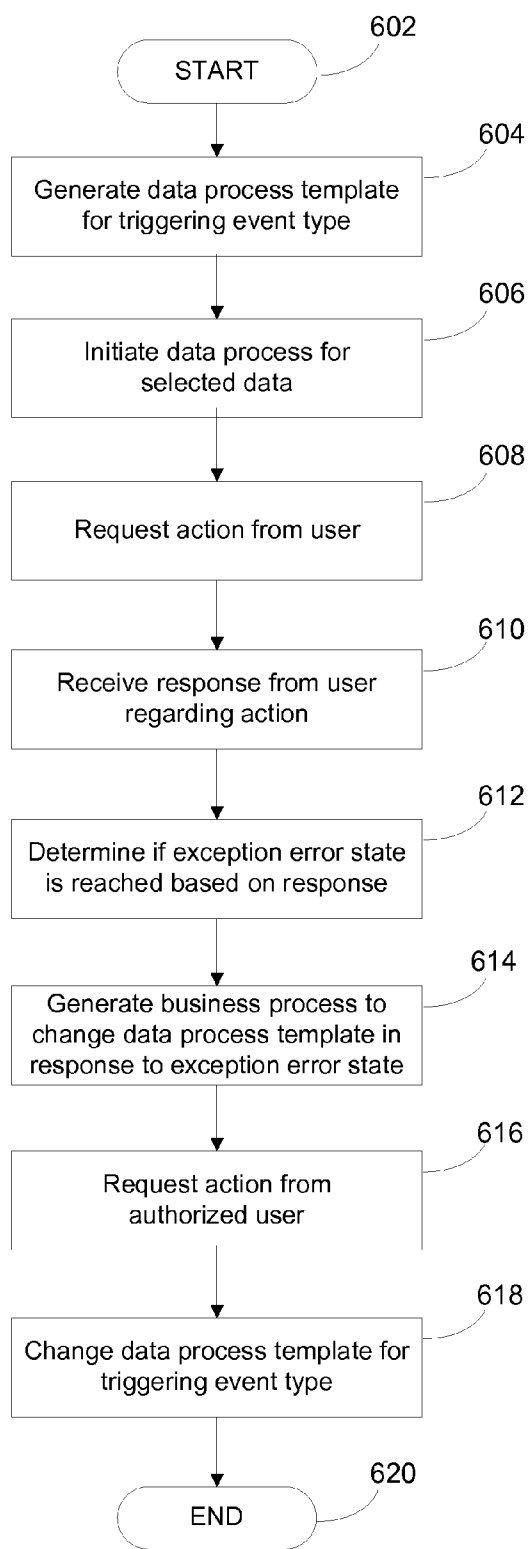 602
START
604
Generate data process template
for triggering event type
606
Initiate data process for
selected data
608
Request action from user
610
Receive response from user
regarding action
612
Determine if exception error state
is reached based on response
614
Generate business process to
change data process template in
response to exception error state
616
Request action from
authorized user
618
Change data process template for
triggering event type
620
END